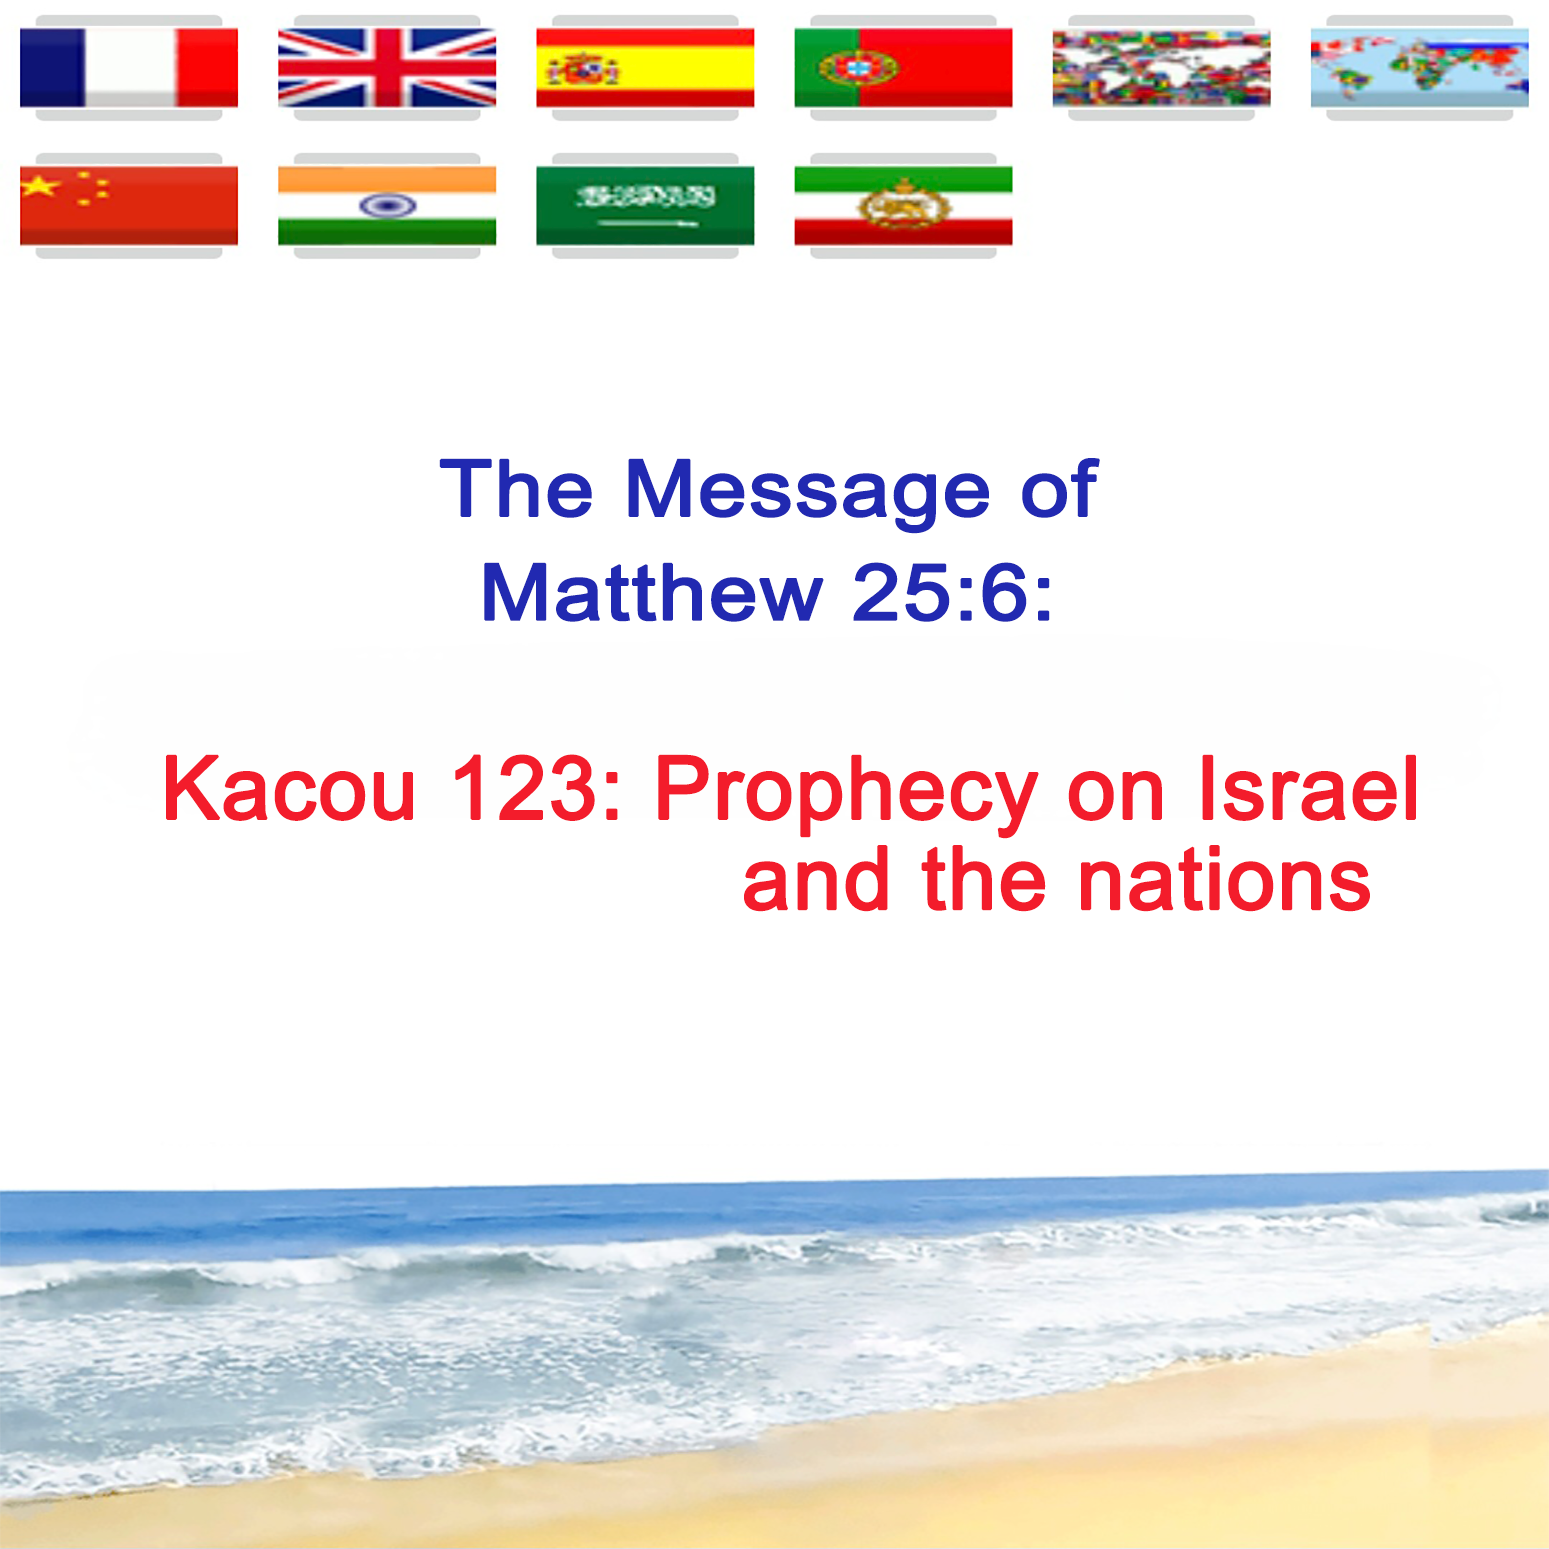 The Message of
Matthew 25:6:
Kacou 123: Prophecy on Israel
and the nations